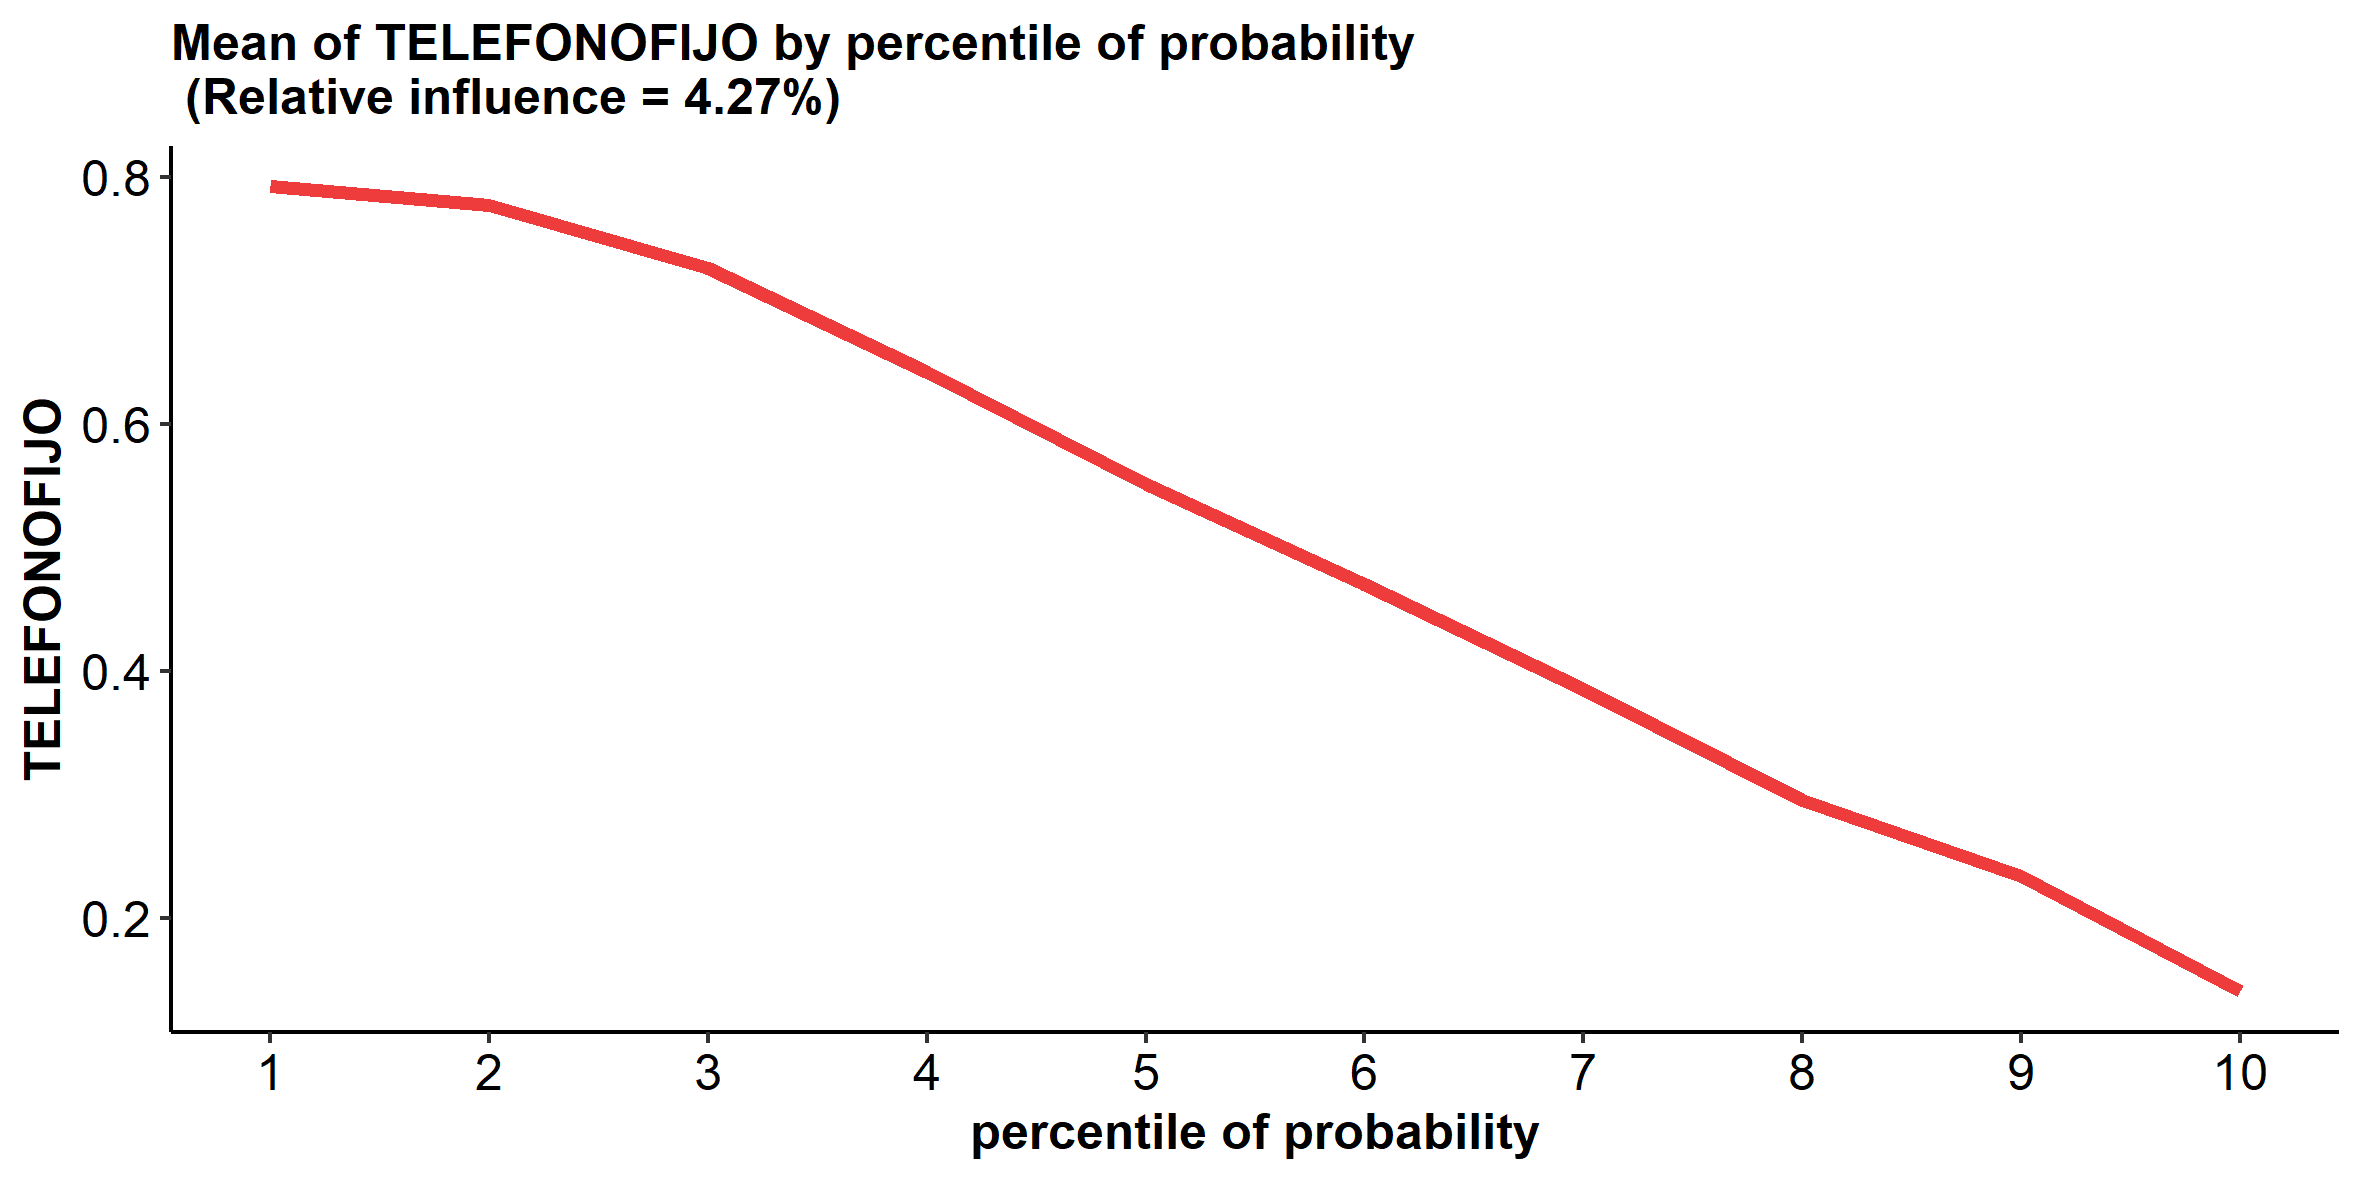 Mean of TELEFONOFIJO by percentile of probability
(Relative influence = 4.27%)
TELEFONOFIJO
0.8
0.6
0.4
0.2
1 2 3 4 5 6 7 8 9 10
percentile of probability